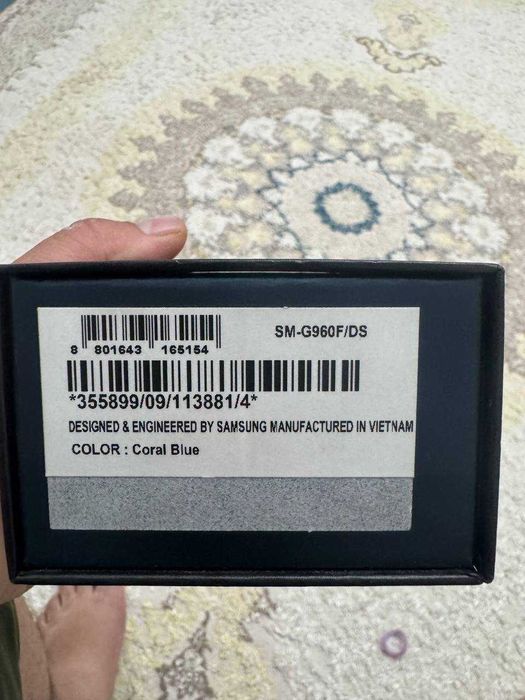 SM-G960F/DS
8 801643 165154
*355899/09/113881/4*
DESIGNED & ENGINEERED BY SAMSUNG MANUFACTURED IN VIETNAM
COLOR : Coral Blue